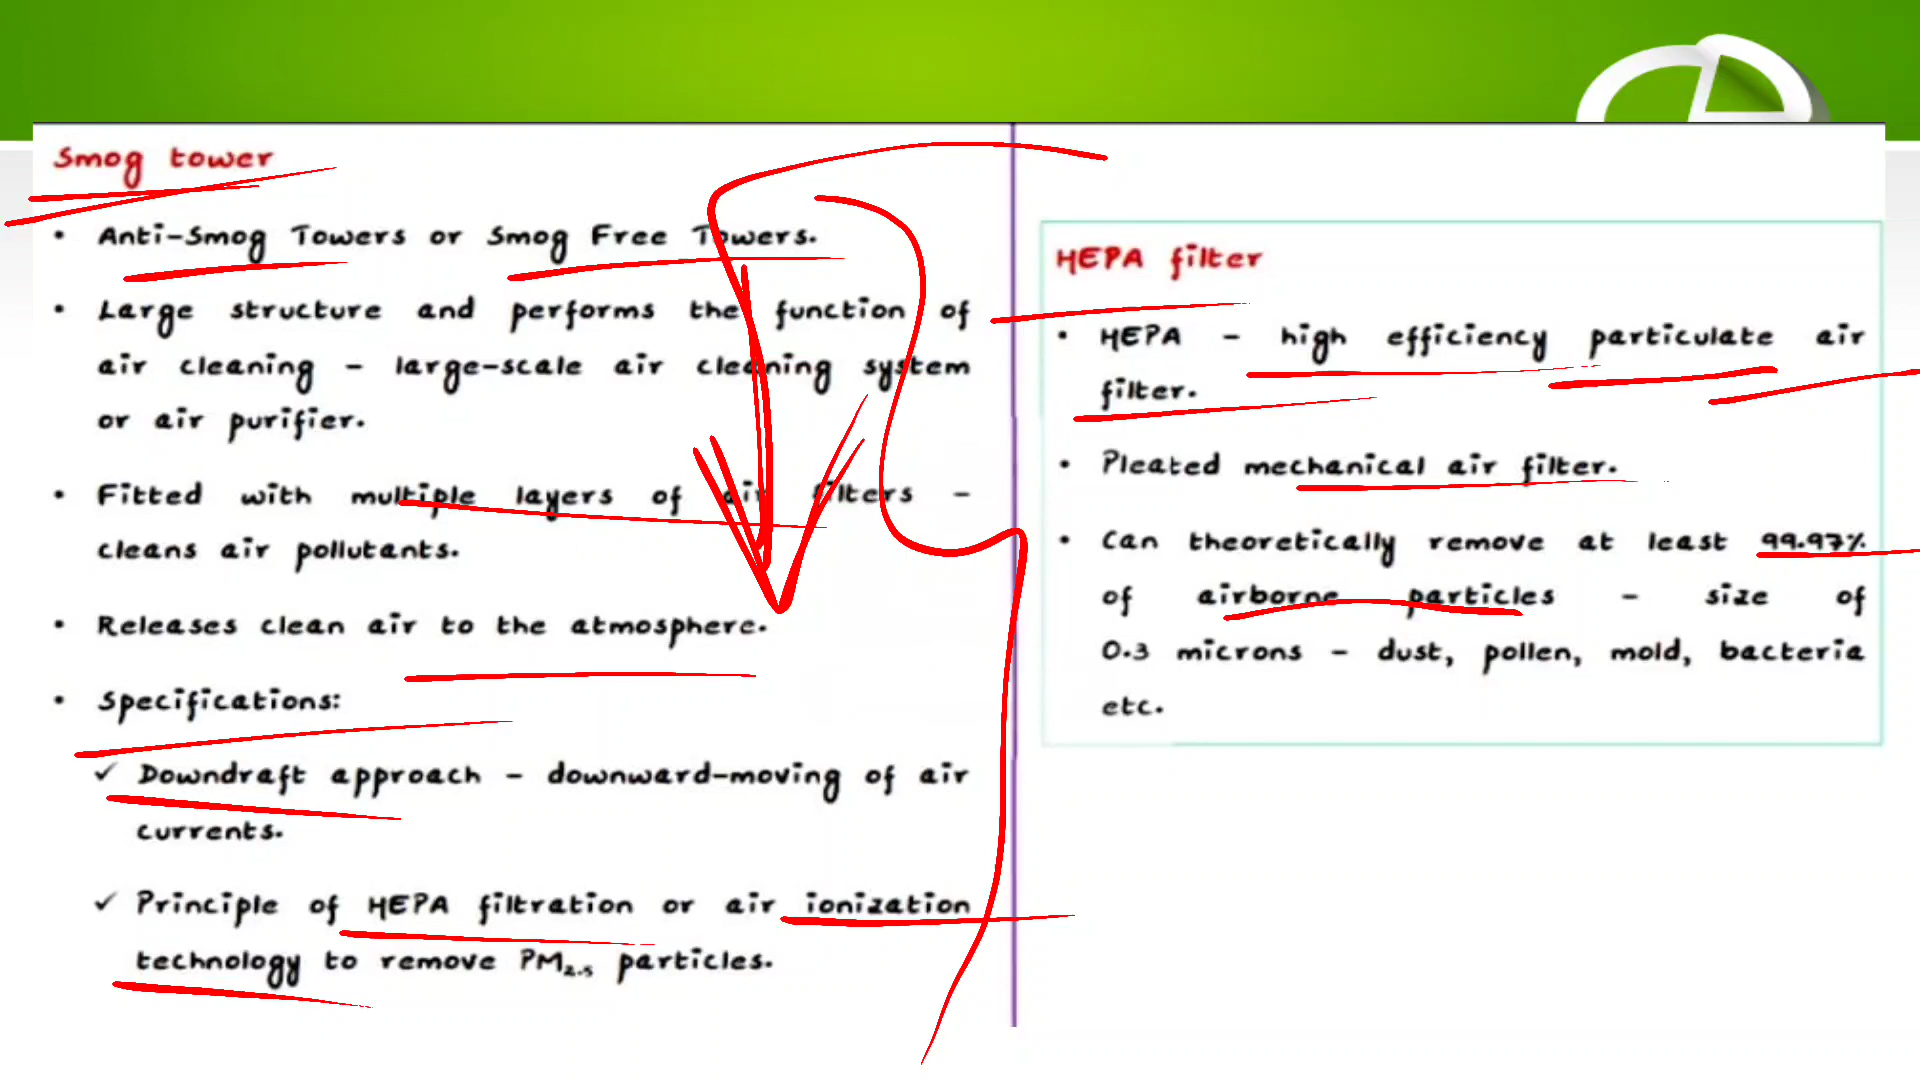 Smog tower
• Anti-Smog Towers or Smog Free Towers.
• Large structure and performs the function of
air cleaning – large-scale air cleaning system
or air purifier.
• Fitted with multiple layers of air filters –
cleans air pollutants.
• Releases clean air to the atmosphere.
• Specifications:
✓ Downdraft approach – downward-moving of air
currents.
✓ Principle of HEPA filtration or air ionization
technology to remove PM2.5 particles.
HEPA filter
• HEPA – high efficiency particulate air
filter.
• Pleated mechanical air filter.
• Can theoretically remove at least 99.97%
of airborne particles – size of
0.3 microns – dust, pollen, mold, bacteria
etc.